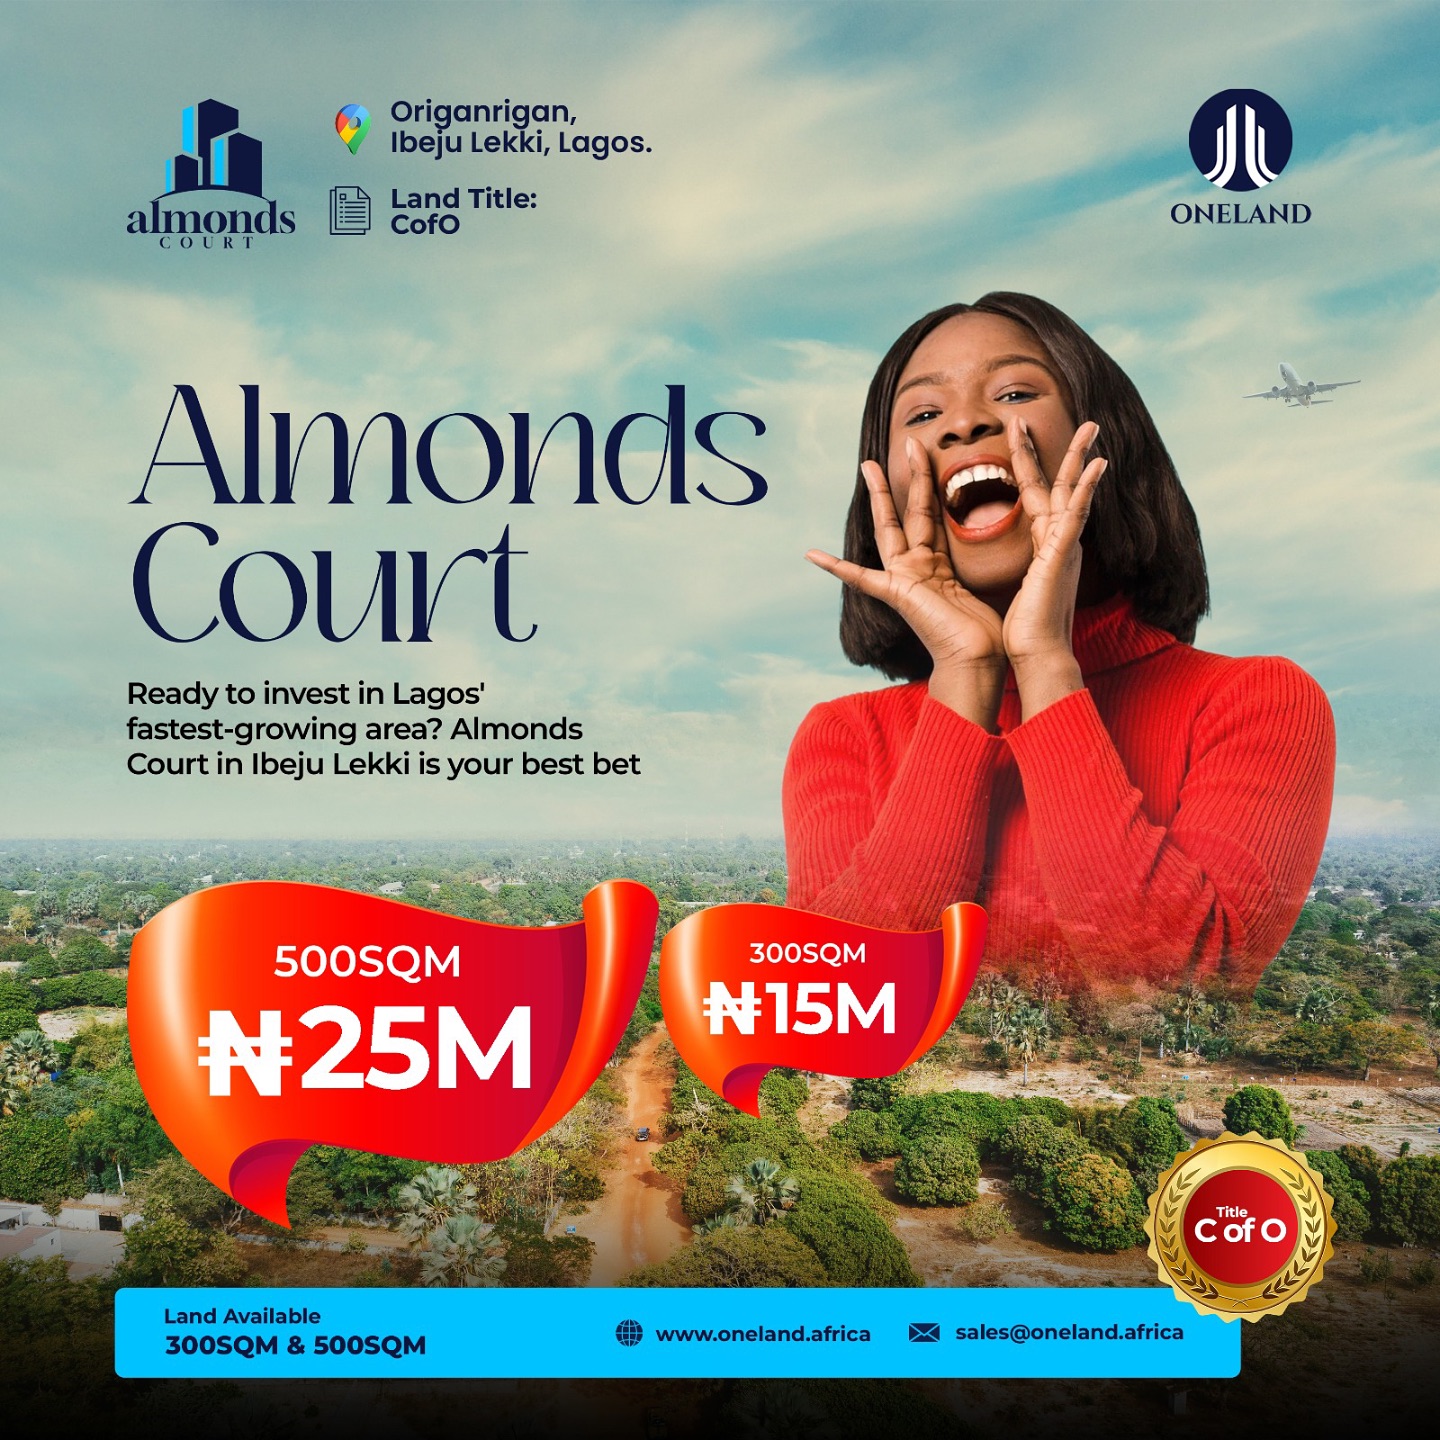 almonds
COURT
Origanrigan,
Ibeju Lekki, Lagos.
Land Title:
CofO
ONELAND
Almonds
Court
Ready to invest in Lagos'
fastest-growing area? Almonds
Court in Ibeju Lekki is your best bet
500SQM
₦25M
300SQM
₦15M
Title
C of O
Land Available
300SQM & 500SQM
www.oneland.africa
sales@oneland.africa